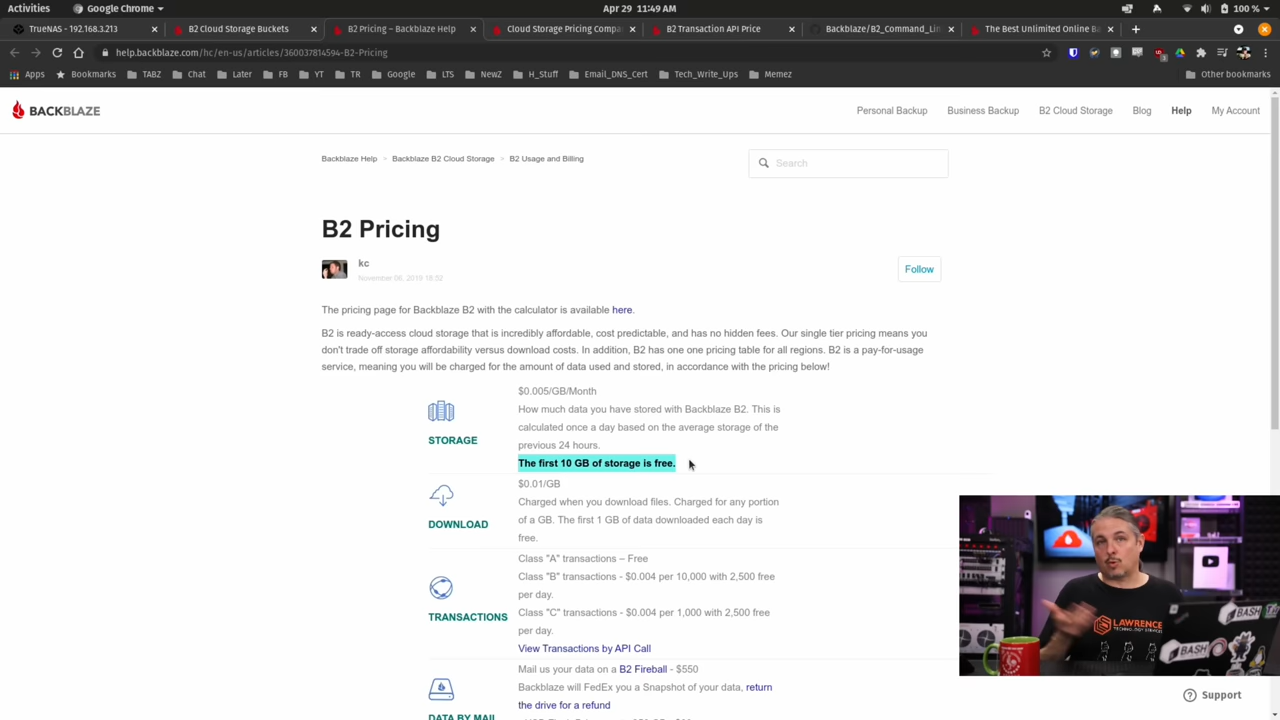 Activities
Google Chrome
Apr 29 11:49 AM
100 %
TrueNAS - 192.168.3.213
B2 Cloud Storage Buckets
B2 Pricing – Backblaze Help
Cloud Storage Pricing Compa
B2 Transaction API Price
Backblaze/B2_Command_Lin
The Best Unlimited Online Ba
help.backblaze.com/hc/en-us/articles/360037814594-B2-Pricing
Apps
Bookmarks
TABZ
Chat
Later
FB
YT
TR
Google
LTS
NewZ
H_Stuff
Email_DNS_Cert
Tech_Write_Ups
Memez
Other bookmarks
BACKBLAZE
Personal Backup
Business Backup
B2 Cloud Storage
Blog
Help
My Account
Backblaze Help > Backblaze B2 Cloud Storage > B2 Usage and Billing
Search
B2 Pricing
kc
November 06, 2019 18:52
Follow
The pricing page for Backblaze B2 with the calculator is available here.
B2 is ready-access cloud storage that is incredibly affordable, cost predictable, and has no hidden fees. Our single tier pricing means you
don't trade off storage affordability versus download costs. In addition, B2 has one one pricing table for all regions. B2 is a pay-for-usage
service, meaning you will be charged for the amount of data used and stored, in accordance with the pricing below!
STORAGE
$0.005/GB/Month
How much data you have stored with Backblaze B2. This is
calculated once a day based on the average storage of the
previous 24 hours.
The first 10 GB of storage is free.
DOWNLOAD
$0.01/GB
Charged when you download files. Charged for any portion
of a GB. The first 1 GB of data downloaded each day is
free.
TRANSACTIONS
Class "A" transactions – Free
Class "B" transactions - $0.004 per 10,000 with 2,500 free
per day.
Class "C" transactions - $0.004 per 1,000 with 2,500 free
per day.
View Transactions by API Call
DATA BY MAIL
Mail us your data on a B2 Fireball - $550
Backblaze will FedEx you a Snapshot of your data, return
the drive for a refund
LAWRENCE
TECHNOLOGY SERVICES
BASH
BASH
Support